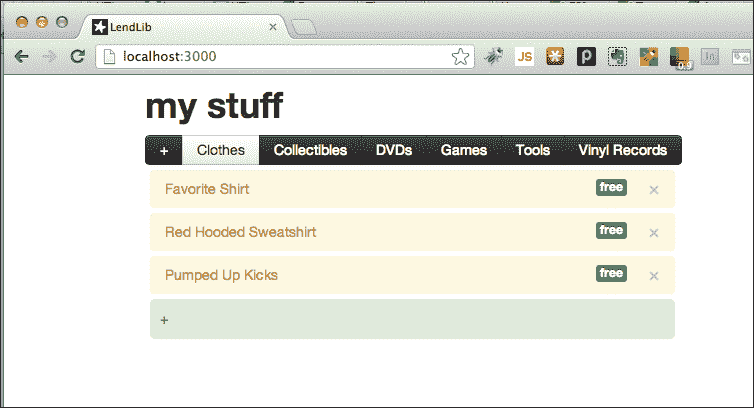 LendLib ×
localhost:3000
JS
p
0.9
my stuff
+ Clothes Collectibles DVDs Games Tools Vinyl Records
Favorite Shirt free ×
Red Hooded Sweatshirt free ×
Pumped Up Kicks free ×
+